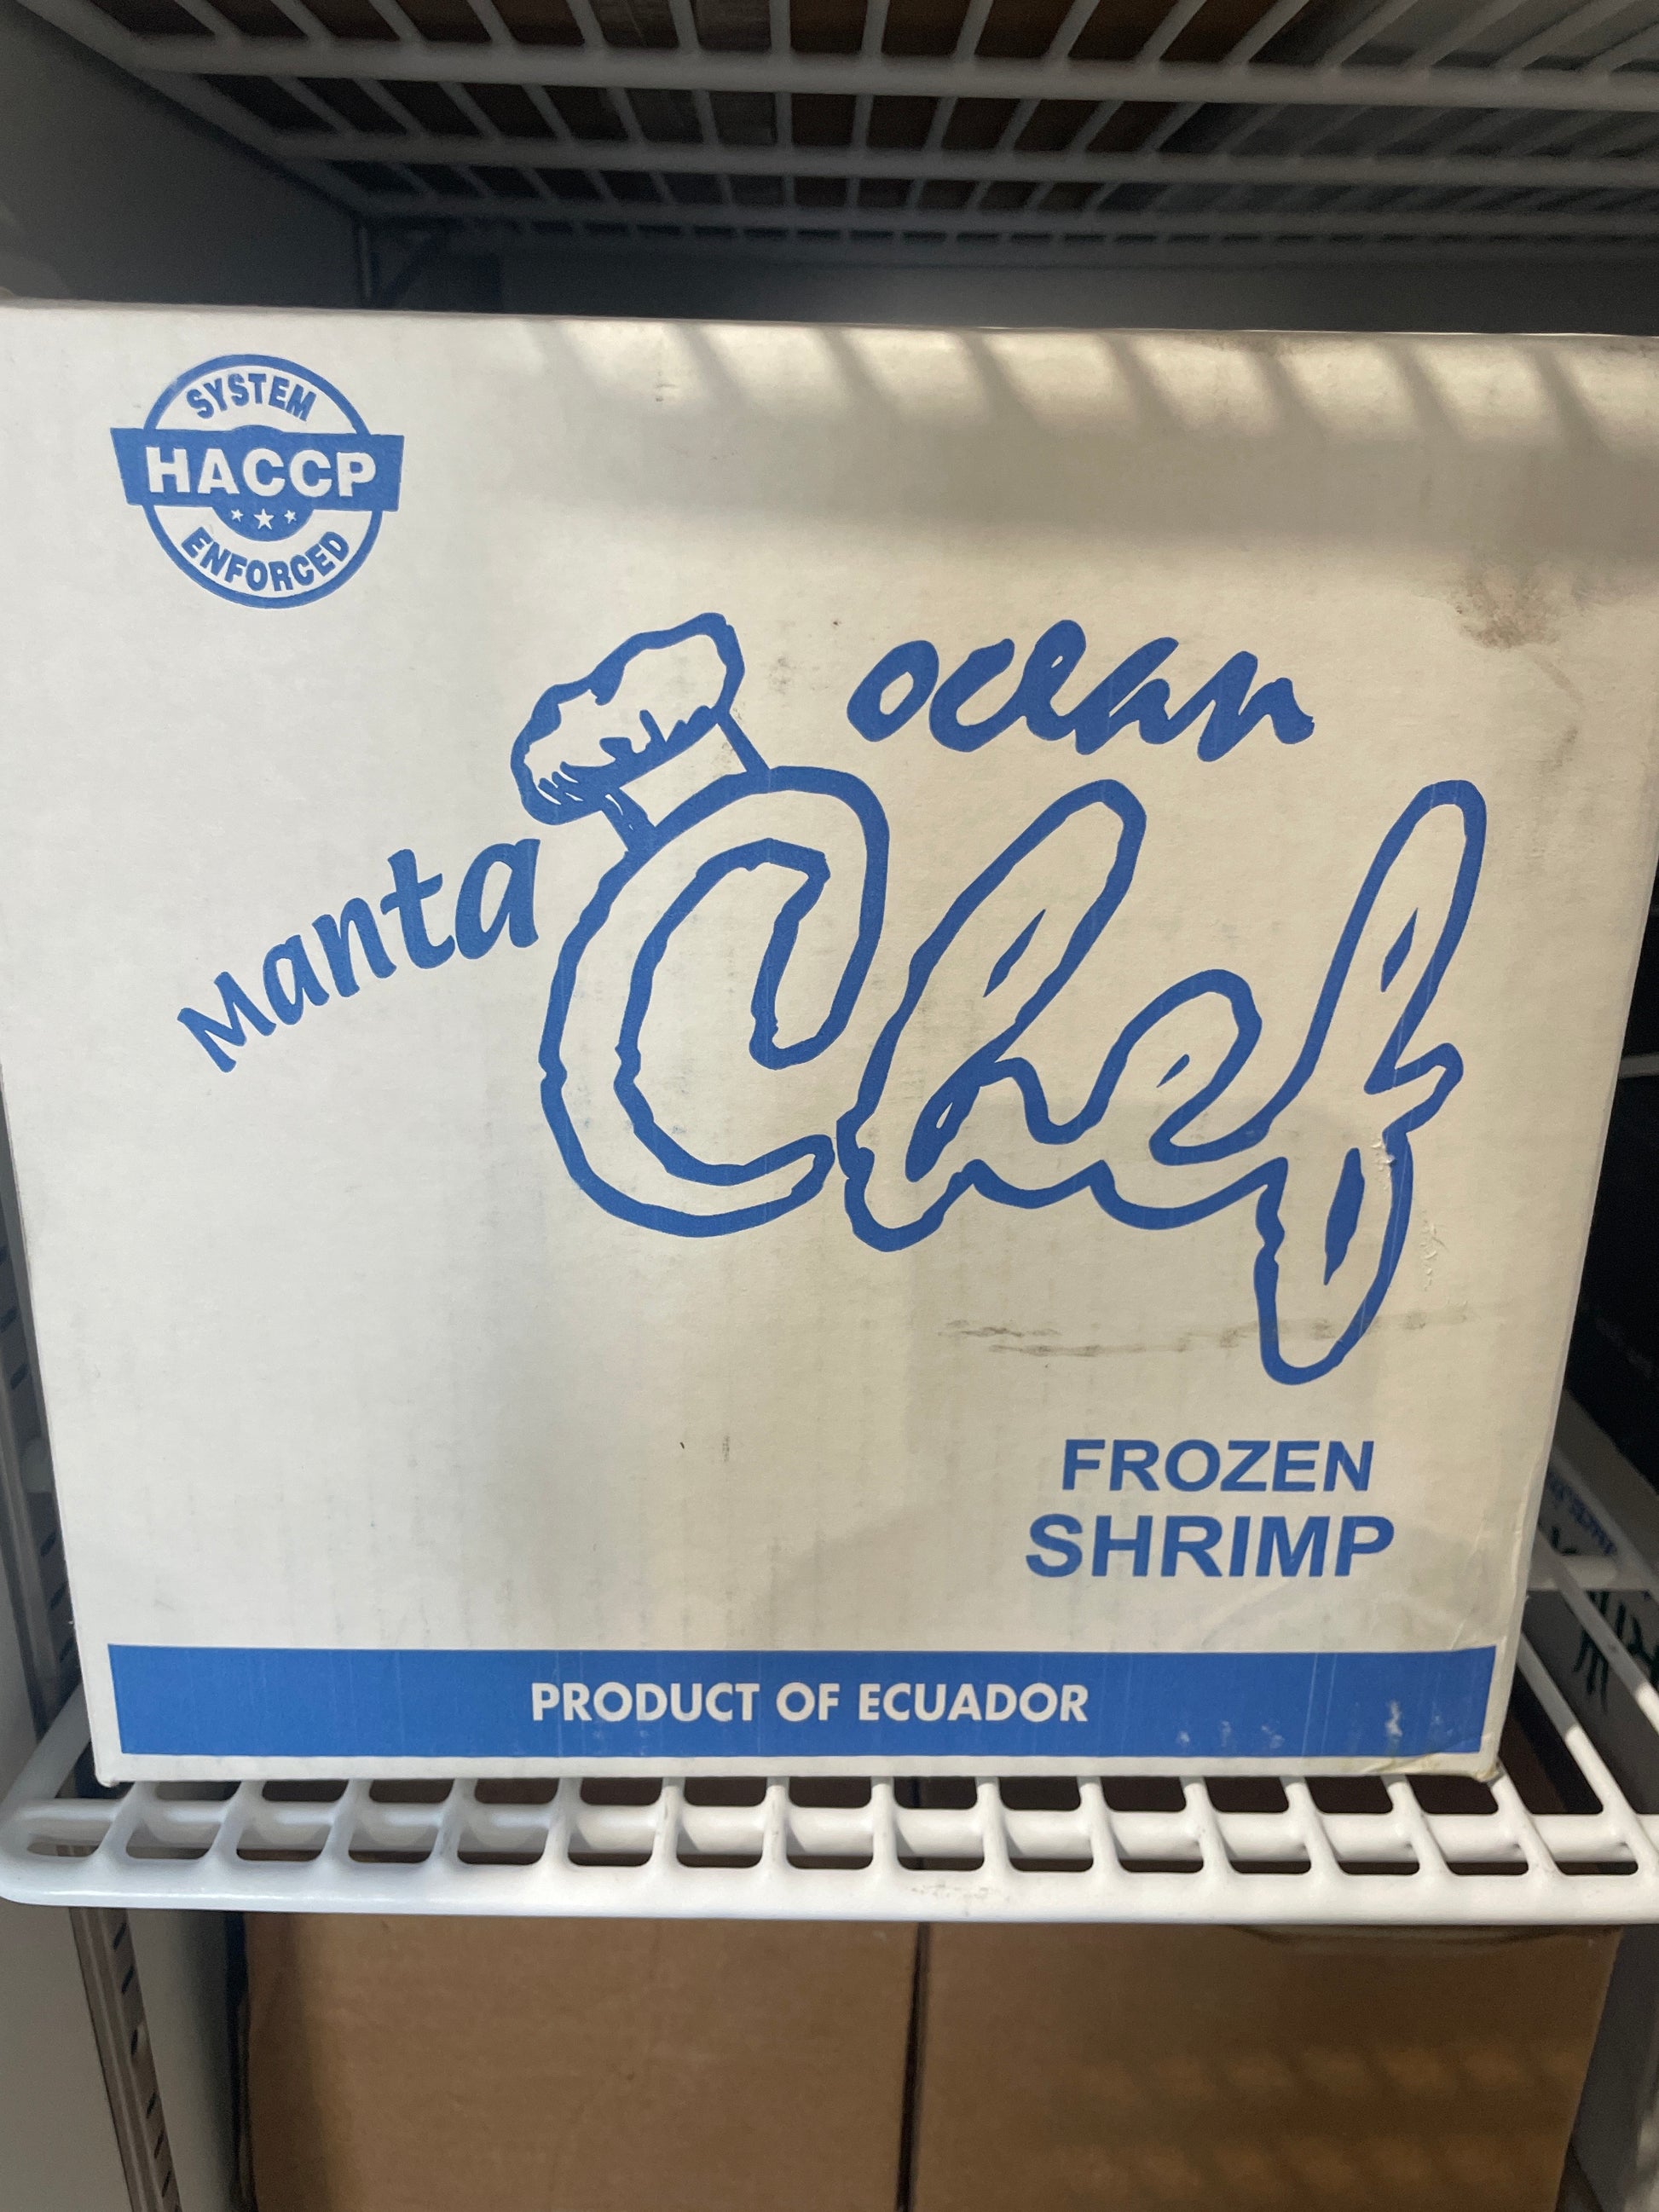 SYSTEM
HACCP
ENFORCED
ocean
Manta
Chef
FROZEN
SHRIMP
PRODUCT OF ECUADOR